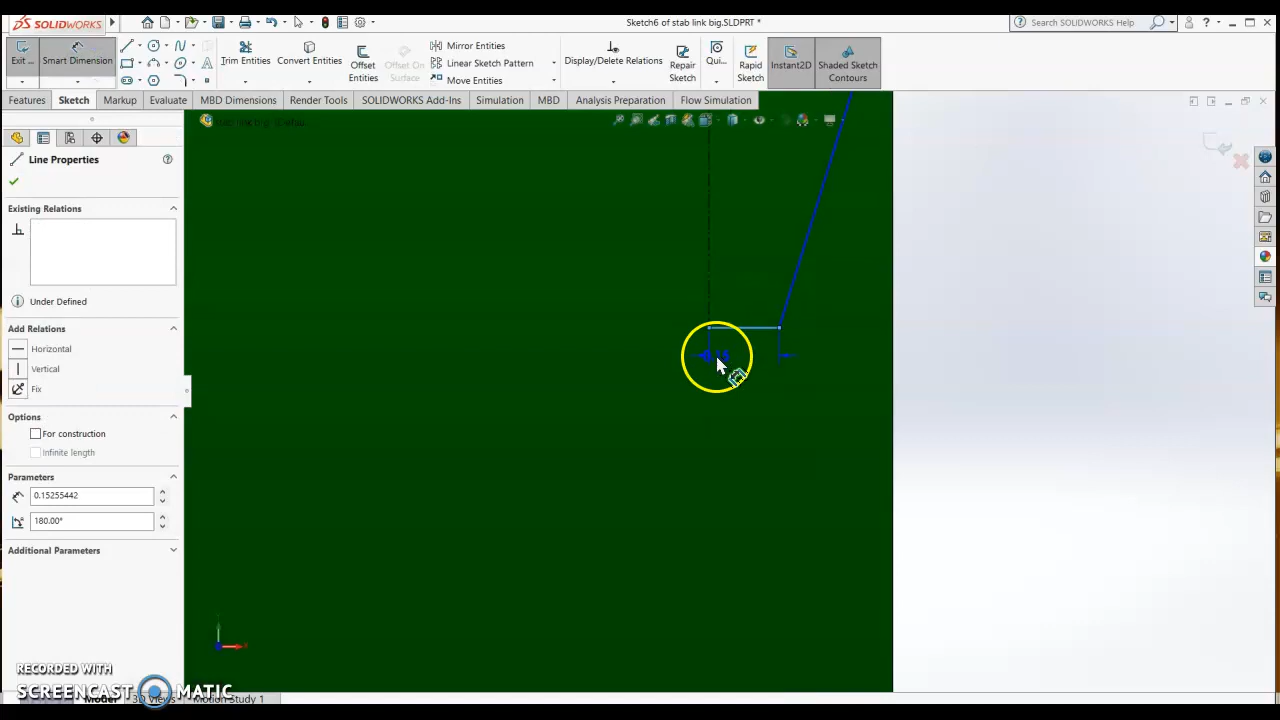 SOLIDWORKS
Sketch6 of stab link big.SLDPRT *
Search SOLIDWORKS Help
?
Exit ...
Smart Dimension
Trim Entities
Convert Entities
Offset Entities
Offset On Surface
Mirror Entities
Linear Sketch Pattern
Move Entities
Display/Delete Relations
Repair Sketch
Qui...
Rapid Sketch
Instant2D
Shaded Sketch Contours
Features
Sketch
Markup
Evaluate
MBD Dimensions
Render Tools
SOLIDWORKS Add-Ins
Simulation
MBD
Analysis Preparation
Flow Simulation
Line Properties
Existing Relations
Under Defined
Add Relations
Horizontal
Vertical
Fix
Options
For construction
Infinite length
Parameters
0.15255442
180.00°
Additional Parameters
RECORDED WITH
SCREENCAST MATIC
Model
3D Views
Motion Study 1